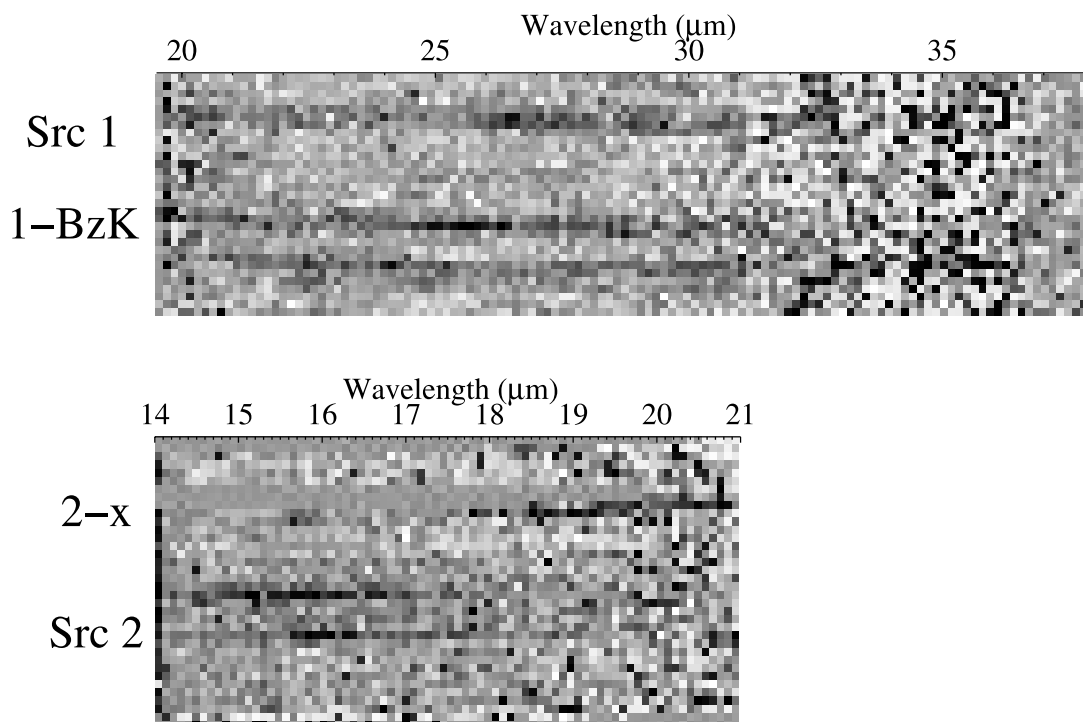 Wavelength (μm)
20 25 30 35
Src 1
1−BzK
Wavelength (μm)
14 15 16 17 18 19 20 21
2−x
Src 2